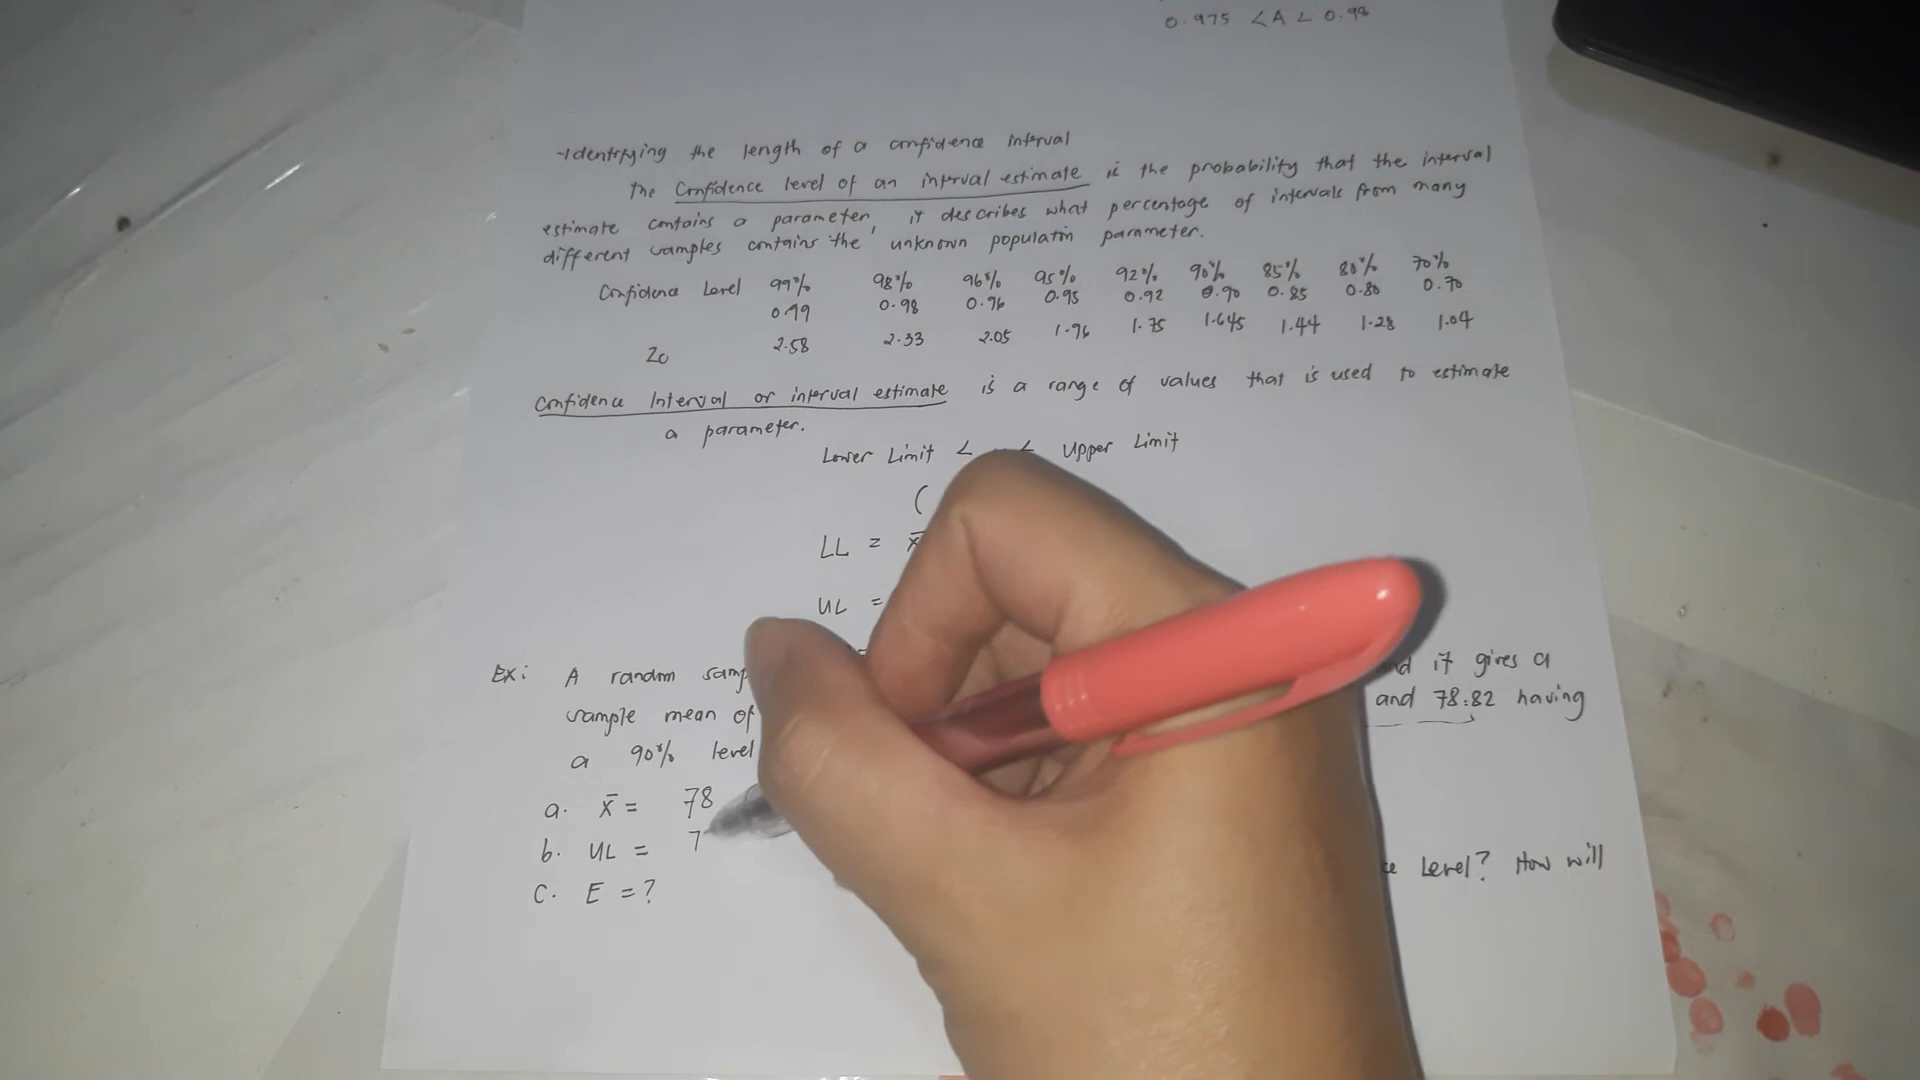 0.975 < A < 0.98
-Identifying the length of a confidence interval
The Confidence level of an interval estimate is the probability that the interval
estimate contains a parameter, it describes what percentage of intervals from many
different samples contains the unknown population parameter.
Confidence Level 99% 98% 96% 95% 92% 90% 85% 80% 70%
0.99 0.98 0.96 0.95 0.92 0.90 0.85 0.80 0.70
Zc 2.58 2.33 2.05 1.96 1.75 1.645 1.44 1.28 1.04
Confidence Interval or interval estimate is a range of values that is used to estimate
a parameter.
Lower Limit < < Upper Limit
(
LL = x̄
UL =
Ex: A random and it gives a
sample mean of and 78.82 having
a 90% level
a. x̄ = 78
b. UL = 7
c. E = ?
Level? How will